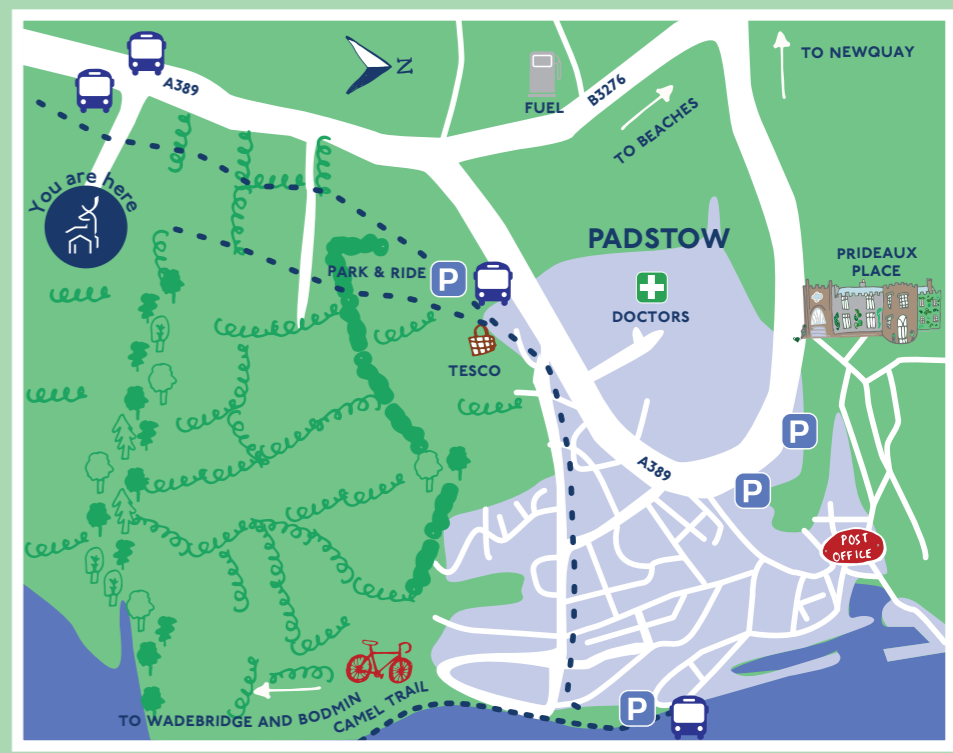 TO NEWQUAY
N
A389
B3276
FUEL
TO BEACHES
You are here
PADSTOW
PRIDEAUX
PLACE
PARK & RIDE
P
DOCTORS
TESCO
P
A389
P
POST
OFFICE
CAMEL TRAIL
TO WADEBRIDGE AND BODMIN
P